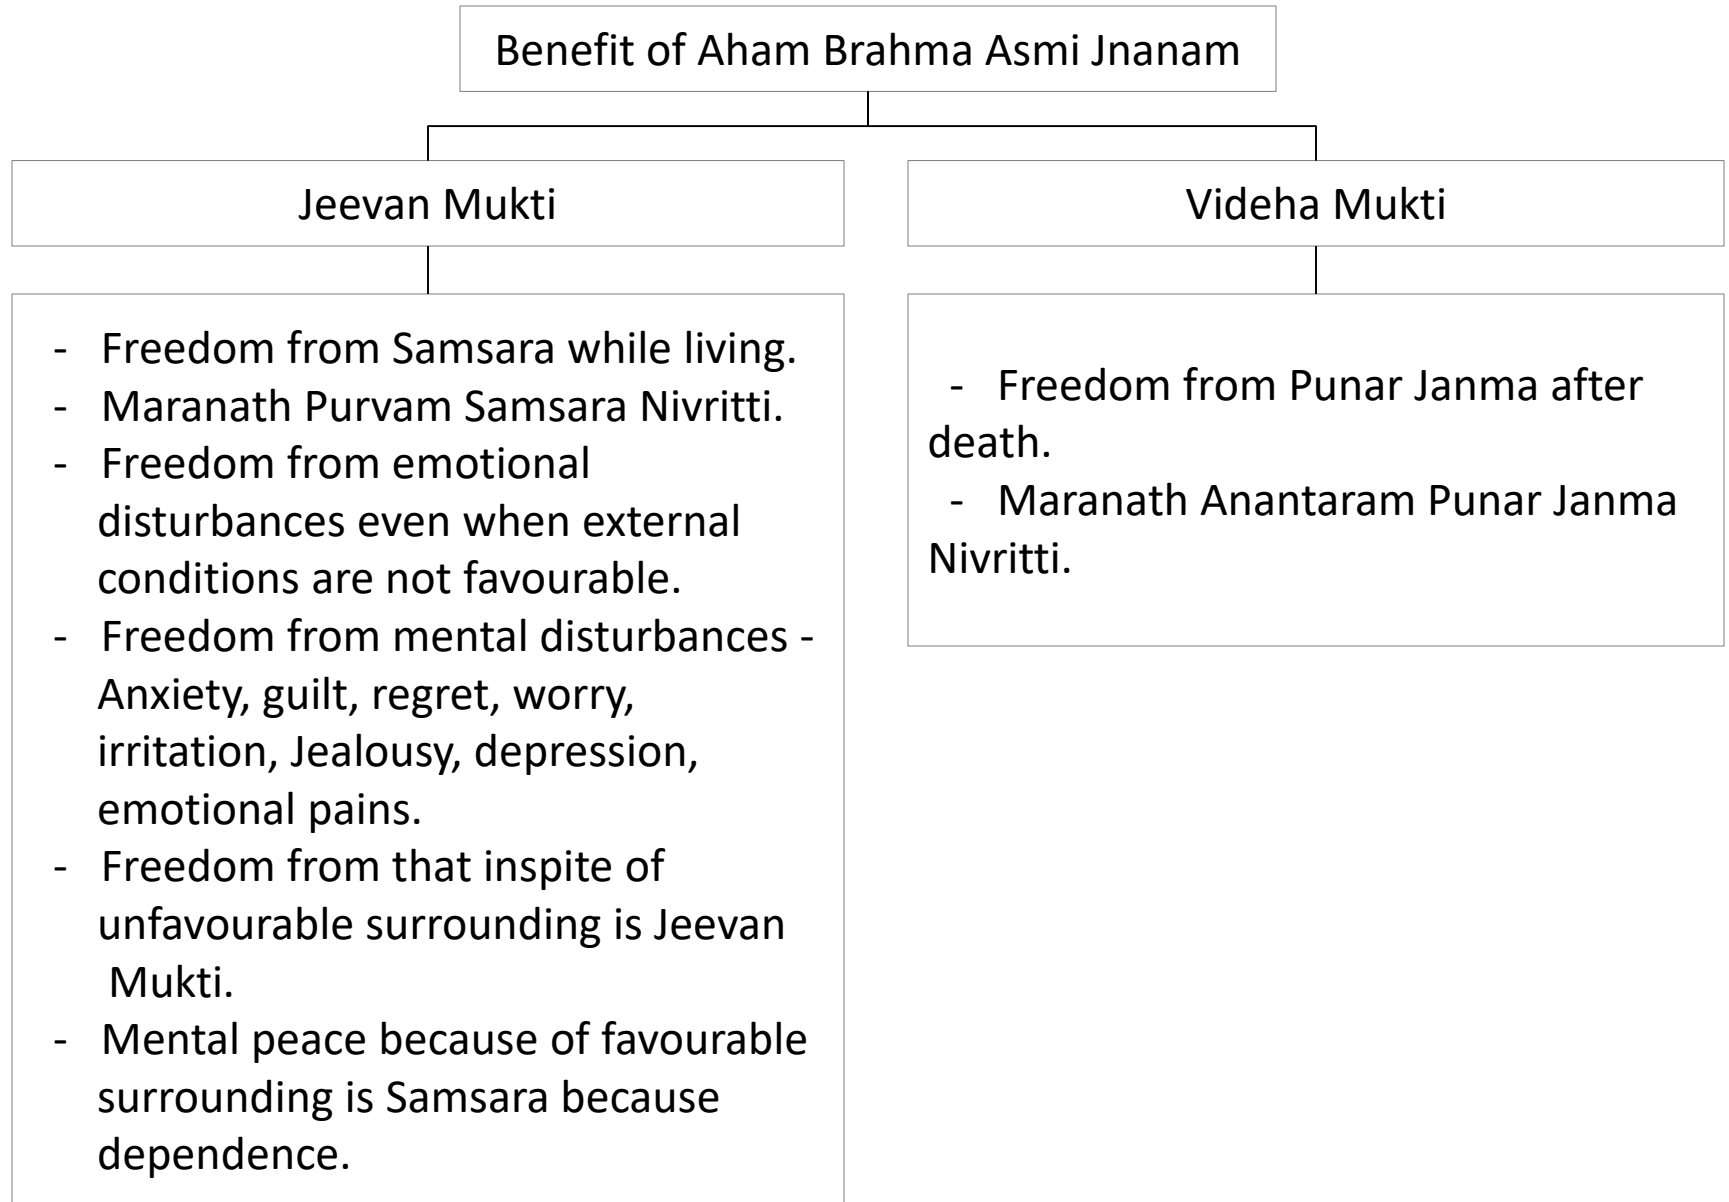 Benefit of Aham Brahma Asmi Jnanam
Jeevan Mukti
- Freedom from Samsara while living.
- Maranath Purvam Samsara Nivritti.
- Freedom from emotional
disturbances even when external
conditions are not favourable.
- Freedom from mental disturbances -
Anxiety, guilt, regret, worry,
irritation, Jealousy, depression,
emotional pains.
- Freedom from that inspite of
unfavourable surrounding is Jeevan
Mukti.
- Mental peace because of favourable
surrounding is Samsara because
dependence.
Videha Mukti
- Freedom from Punar Janma after
death.
- Maranath Anantaram Punar Janma
Nivritti.